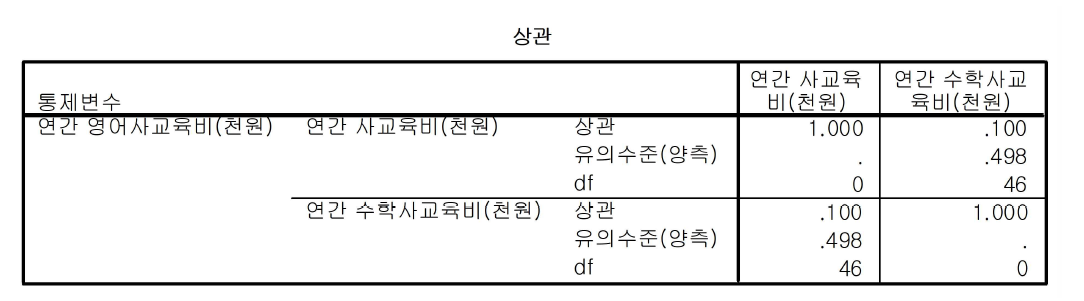 상관
통제변수 연간 사교육비(천원) 연간 수학사교육비(천원)
연간 영어사교육비(천원) 연간 사교육비(천원) 상관 1.000 .100
유의수준(양측) . .498
df 0 46
연간 수학사교육비(천원) 상관 .100 1.000
유의수준(양측) .498 .
df 46 0